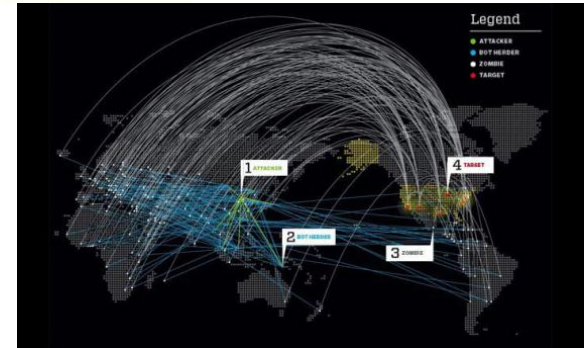 Legend
ATTACKER
BOT HERDER
ZOMBIE
TARGET
1 ATTACKER
4 TARGET
2 BOT HERDER
3 ZOMBIE